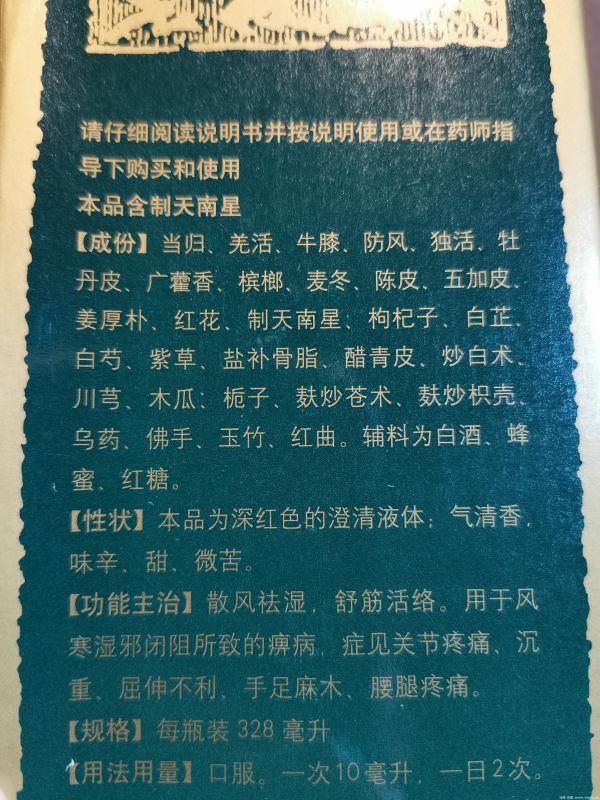 请仔细阅读说明书并按说明使用或在药师指
导下购买和使用
本品含制天南星
【成份】当归、羌活、牛膝、防风、独活、牡
丹皮、广藿香、槟榔、麦冬、陈皮、五加皮、
姜厚朴、红花、制天南星、枸杞子、白芷、
白芍、紫草、盐补骨脂、醋青皮、炒白术、
川芎、木瓜、栀子、麸炒苍术、麸炒枳壳、
乌药、佛手、玉竹、红曲。辅料为白酒、蜂
蜜、红糖。
【性状】本品为深红色的澄清液体；气清香，
味辛、甜、微苦。
【功能主治】散风祛湿，舒筋活络。用于风
寒湿邪闭阻所致的痹病，症见关节疼痛、沉
重、屈伸不利、手足麻木、腰腿疼痛。
【规格】每瓶装328毫升
【用法用量】口服。一次10毫升，一日2次。